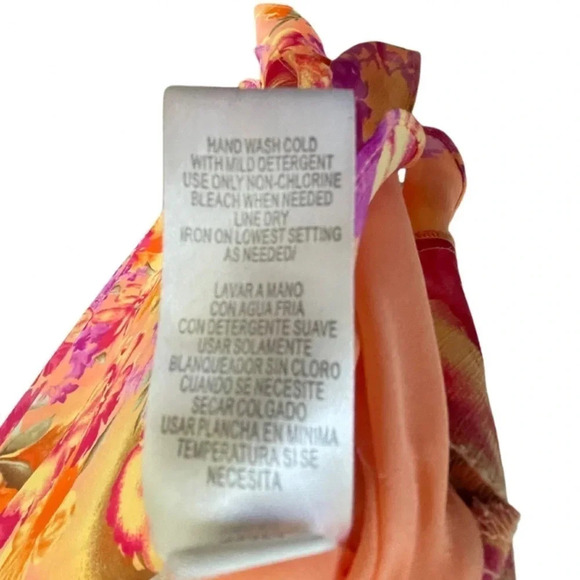 HAND WASH COLD
WITH MILD DETERGENT
USE ONLY NON-CHLORINE
BLEACH WHEN NEEDED
LINE DRY
IRON ON LOWEST SETTING
AS NEEDED/
LAVAR A MANO
CON AGUA FRIA
CON DETERGENTE SUAVE
USAR SOLAMENTE
BLANQUEADOR SIN CLORO
CUANDO SE NECESITE
SECAR COLGADO
USAR PLANCHA EN MINIMA
TEMPERATURA SI SE
NECESITA